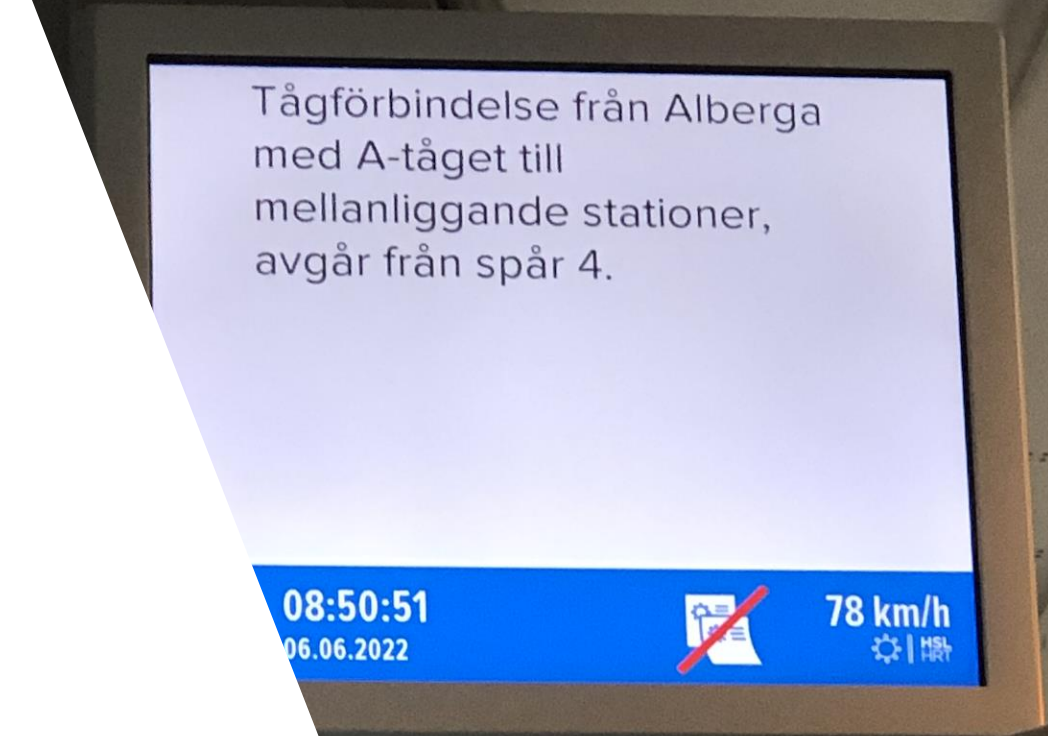 Tågförbindelse från Alberga
med A-tåget till
mellanliggande stationer,
avgår från spår 4.
08:50:51
06.06.2022
78 km/h
HSL
HRT